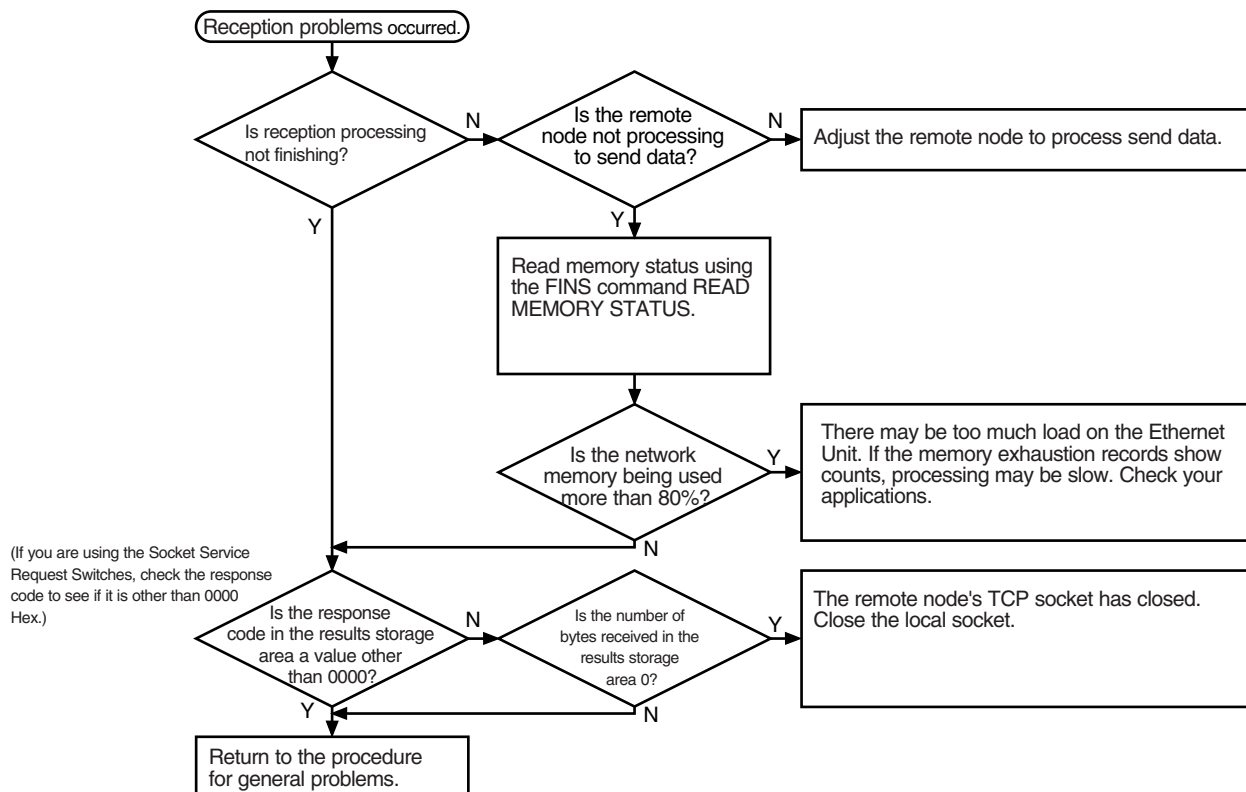 Reception problems occurred.
Is reception processing
not finishing?
N
Y
Is the remote
node not processing
to send data?
N
Y
Adjust the remote node to process send data.
Read memory status using
the FINS command READ
MEMORY STATUS.
Is the network
memory being used
more than 80%?
Y
N
There may be too much load on the Ethernet
Unit. If the memory exhaustion records show
counts, processing may be slow. Check your
applications.
(If you are using the Socket Service
Request Switches, check the response
code to see if it is other than 0000
Hex.)
Is the response
code in the results storage
area a value other
than 0000?
N
Y
Is the number of
bytes received in the
results storage
area 0?
Y
N
The remote node's TCP socket has closed.
Close the local socket.
Return to the procedure
for general problems.